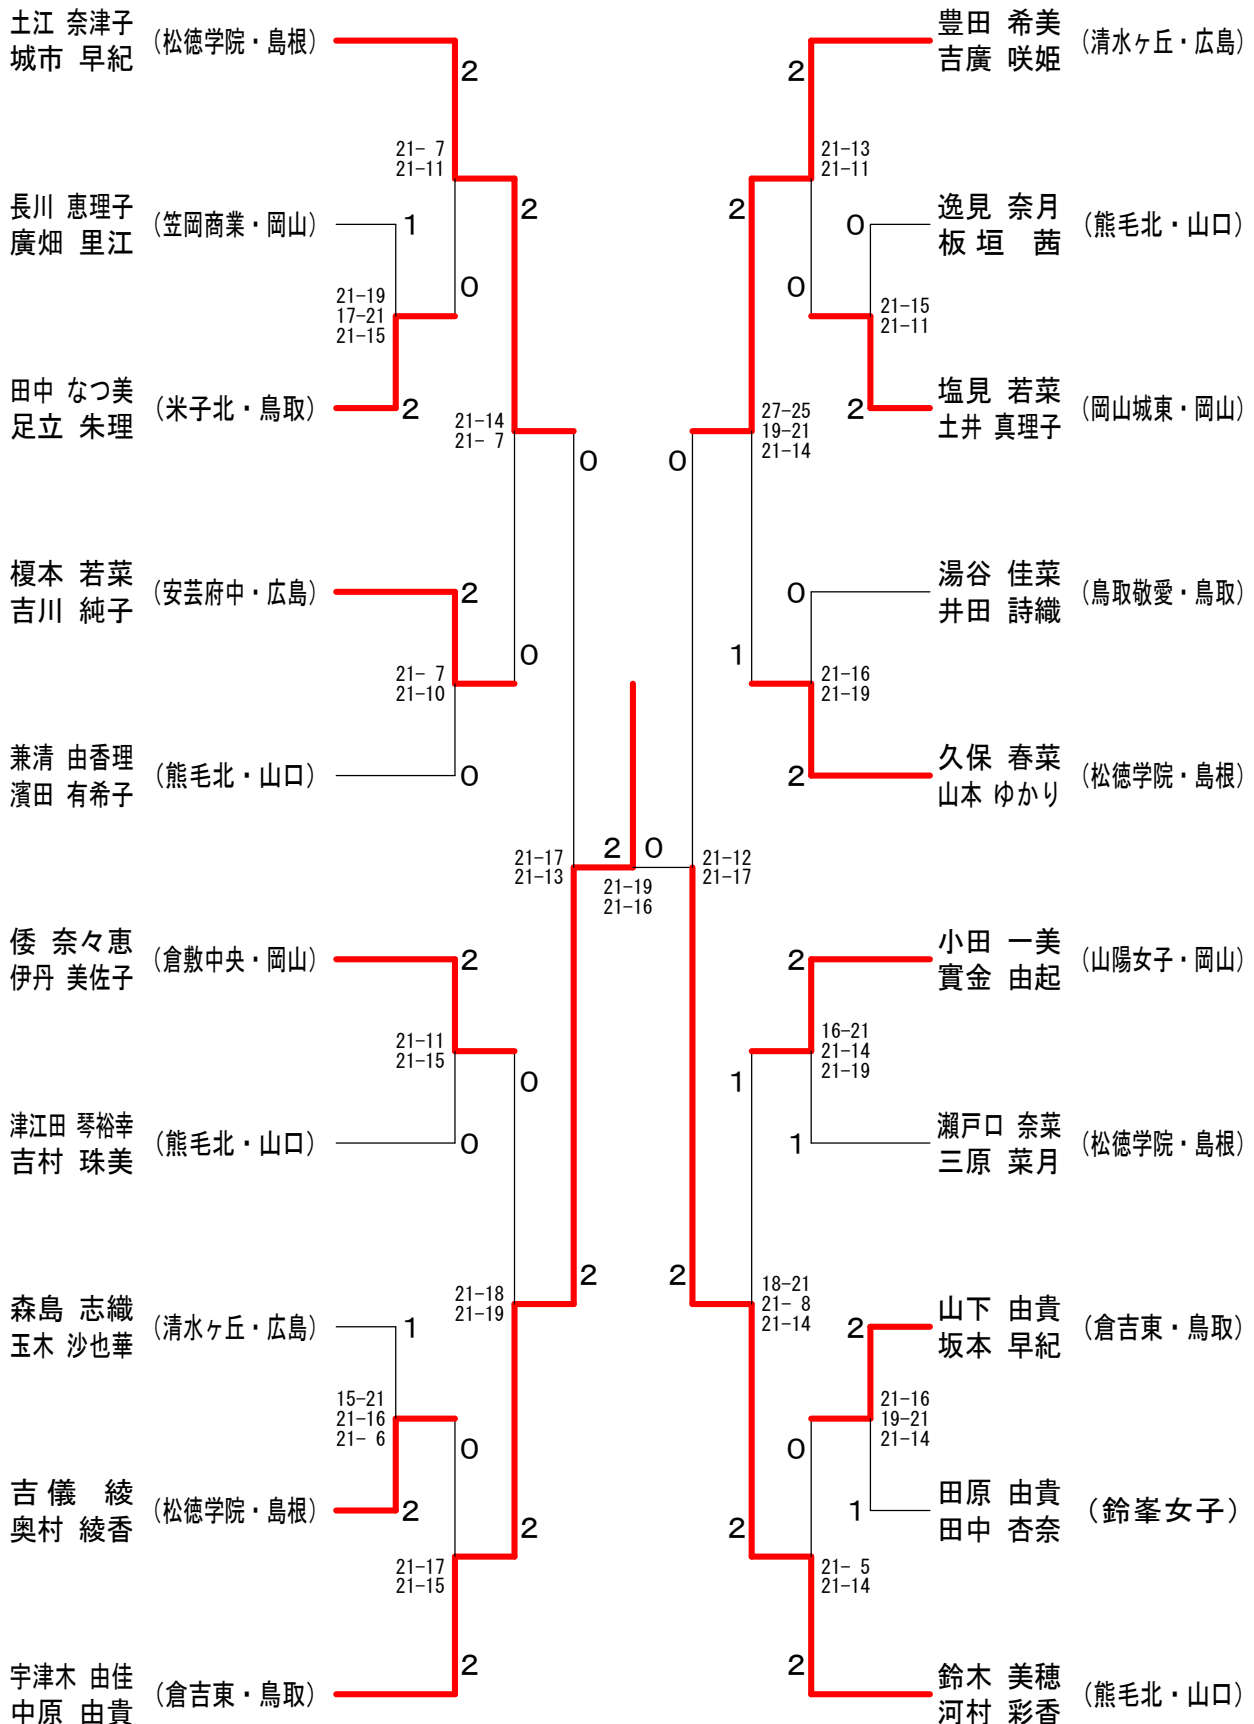 土江 奈津子
城市 早紀
(松徳学院・島根)
2
21- 7
21-11
2
長川 恵理子
廣畑 里江
(笠岡商業・岡山)
1
0
21-19
17-21
21-15
田中 なつ美
足立 朱理
(米子北・鳥取)
2
21-14
21- 7
0
榎本 若菜
吉川 純子
(安芸府中・広島)
2
0
21- 7
21-10
兼清 由香理
濱田 有希子
(熊毛北・山口)
0
21-17
21-13
2
0
21-19
21-16
倭 奈々恵
伊丹 美佐子
(倉敷中央・岡山)
2
21-11
21-15
0
津江田 琴裕幸
吉村 珠美
(熊毛北・山口)
0
2
森島 志織
玉木 沙也華
(清水ヶ丘・広島)
1
21-18
21-19
15-21
21-16
21- 6
0
吉儀 綾
奥村 綾香
(松徳学院・島根)
2
2
21-17
21-15
宇津木 由佳
中原 由貴
(倉吉東・鳥取)
2
豊田 希美
吉廣 咲姫
(清水ヶ丘・広島)
2
21-13
21-11
2
逸見 奈月
板垣 茜
(熊毛北・山口)
0
0
21-15
21-11
塩見 若菜
土井 真理子
(岡山城東・岡山)
2
27-25
19-21
21-14
0
湯谷 佳菜
井田 詩織
(鳥取敬愛・鳥取)
0
1
21-16
21-19
久保 春菜
山本 ゆかり
(松徳学院・島根)
2
21-12
21-17
小田 一美
實金 由起
(山陽女子・岡山)
2
16-21
21-14
21-19
1
瀬戸口 奈菜
三原 菜月
(松徳学院・島根)
1
2
18-21
21- 8
21-14
山下 由貴
坂本 早紀
(倉吉東・鳥取)
2
21-16
19-21
21-14
0
田原 由貴
田中 杏奈
(鈴峯女子)
1
2
21- 5
21-14
鈴木 美穂
河村 彩香
(熊毛北・山口)
2